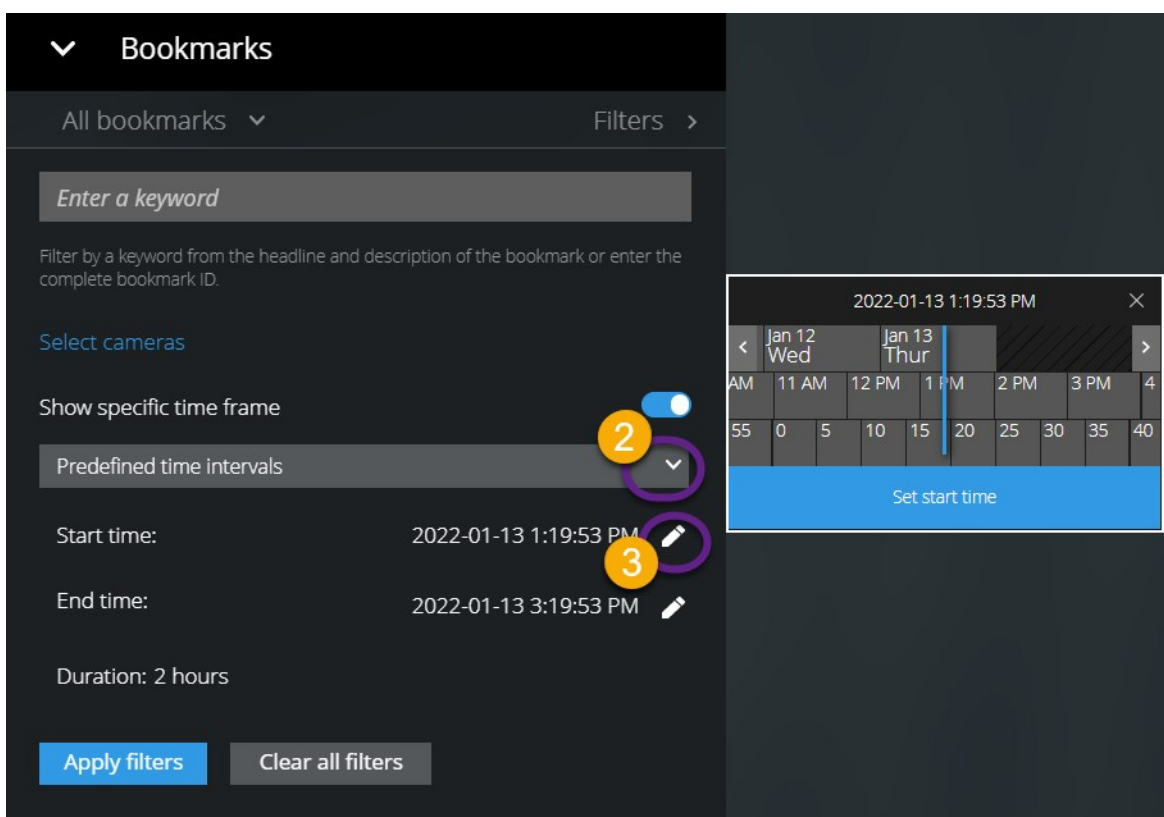 Bookmarks
All bookmarks
Filters
Enter a keyword
Filter by a keyword from the headline and description of the bookmark or enter the
complete bookmark ID.
Select cameras
Show specific time frame
2
Predefined time intervals
Start time:
2022-01-13 1:19:53 PM
3
End time:
2022-01-13 3:19:53 PM
Duration: 2 hours
Apply filters
Clear all filters
2022-01-13 1:19:53 PM
Jan 12 Jan 13
Wed Thur
AM 11 AM 12 PM 1 PM 2 PM 3 PM 4
55 0 5 10 15 20 25 30 35 40
Set start time